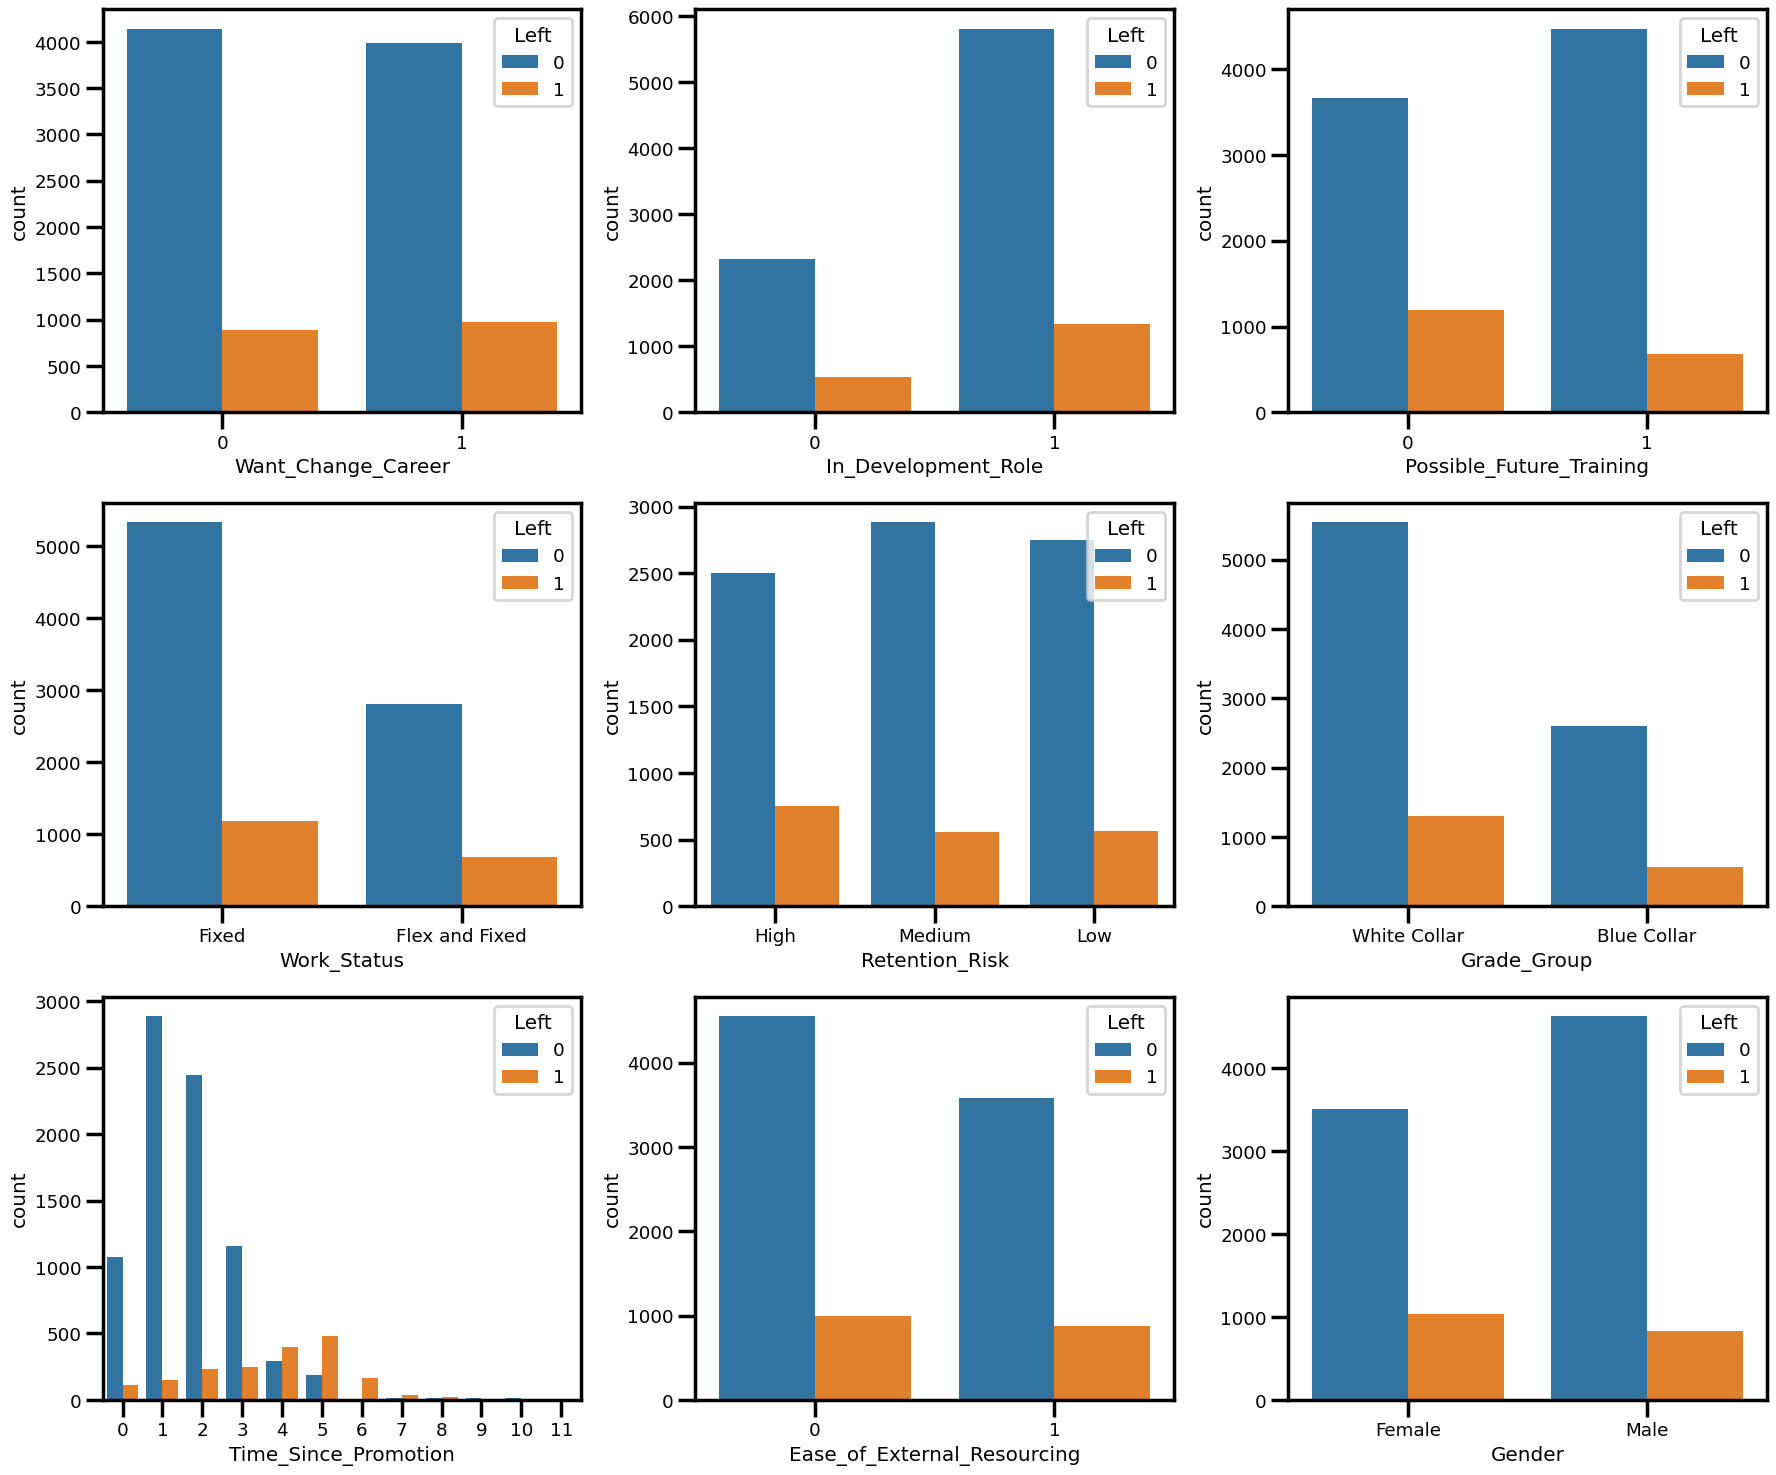 4000
3500
3000
2500
2000
1500
1000
500
0
count
0 1
Want_Change_Career
Left
0
1
6000
5000
4000
3000
2000
1000
0
count
0 1
In_Development_Role
Left
0
1
4000
3000
2000
1000
0
count
0 1
Possible_Future_Training
Left
0
1
5000
4000
3000
2000
1000
0
count
Fixed Flex and Fixed
Work_Status
Left
0
1
3000
2500
2000
1500
1000
500
0
count
High Medium Low
Retention_Risk
Left
0
1
5000
4000
3000
2000
1000
0
count
White Collar Blue Collar
Grade_Group
Left
0
1
3000
2500
2000
1500
1000
500
0
count
0 1 2 3 4 5 6 7 8 9 10 11
Time_Since_Promotion
Left
0
1
4000
3000
2000
1000
0
count
0 1
Ease_of_External_Resourcing
Left
0
1
4000
3000
2000
1000
0
count
Female Male
Gender
Left
0
1